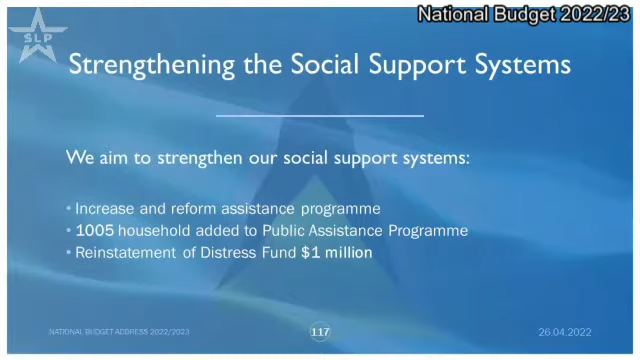 National Budget 2022/23
SLP
Strengthening the Social Support Systems
We aim to strengthen our social support systems:
• Increase and reform assistance programme
• 1005 household added to Public Assistance Programme
• Reinstatement of Distress Fund $1 million
NATIONAL BUDGET ADDRESS 2022/2023
117
26.04.2022